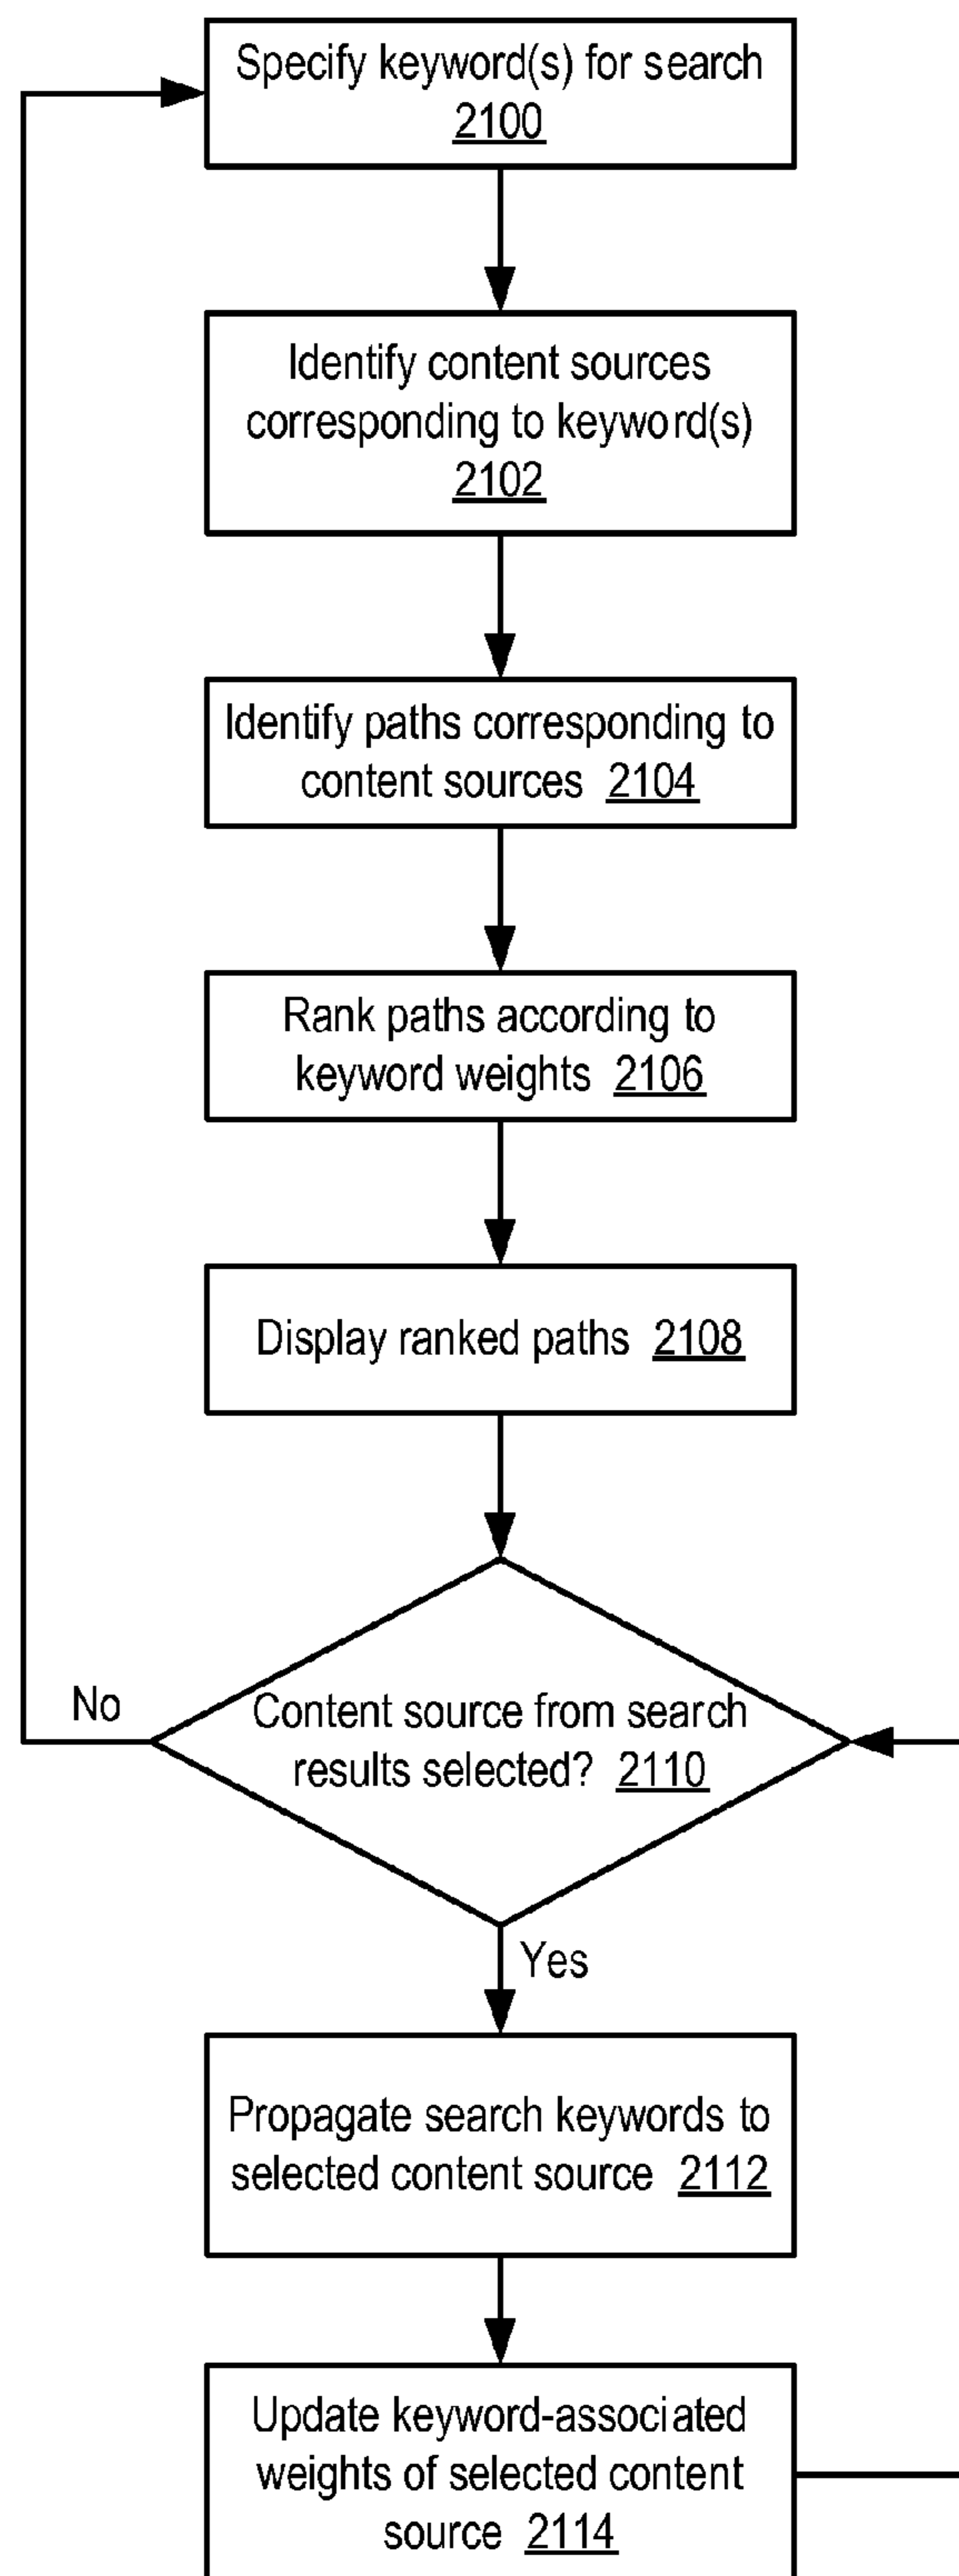 Specify keyword(s) for search
2100
Identify content sources
corresponding to keyword(s)
2102
Identify paths corresponding to
content sources 2104
Rank paths according to
keyword weights 2106
Display ranked paths 2108
No
Content source from search
results selected? 2110
Yes
Propagate search keywords to
selected content source 2112
Update keyword-associated
weights of selected content
source 2114